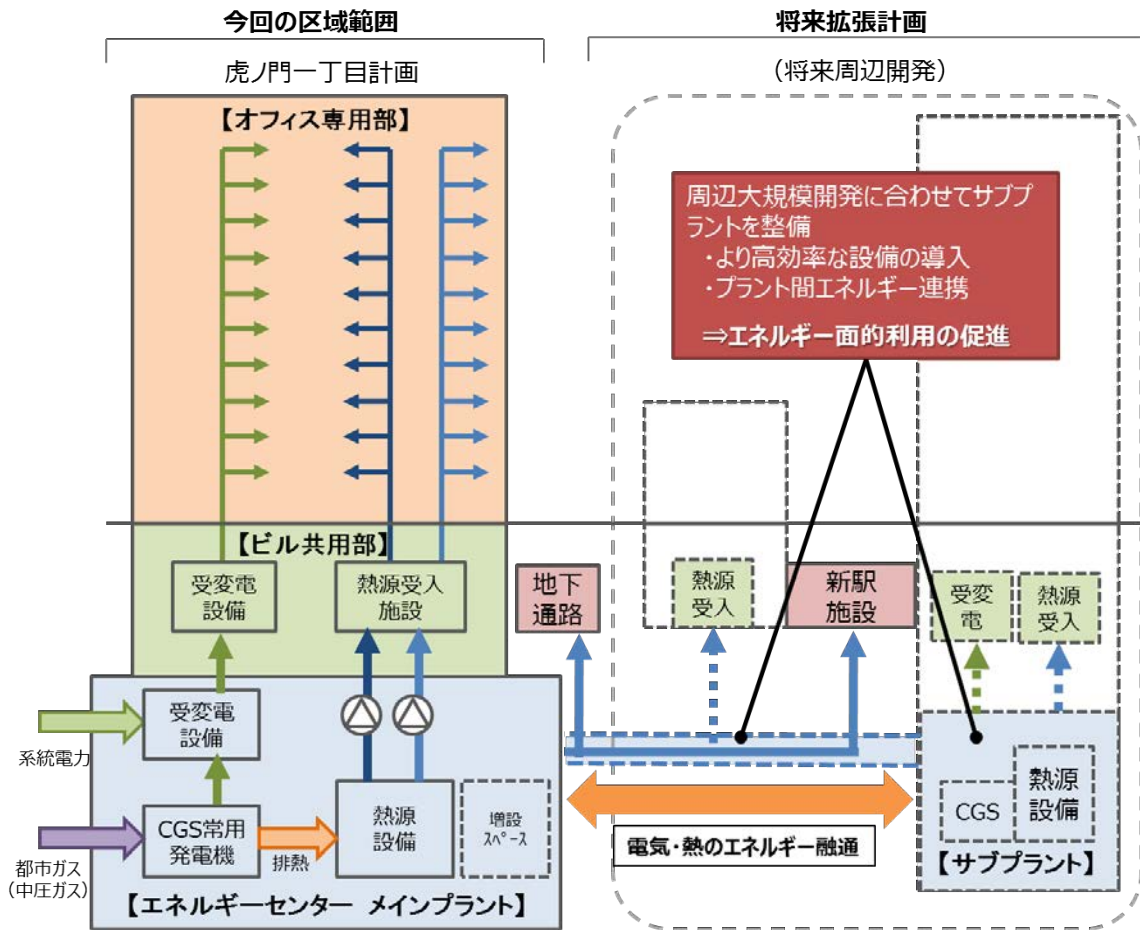 今回の区域範囲
将来拡張計画
虎ノ門一丁目計画
（将来周辺開発）
【オフィス専用部】
周辺大規模開発に合わせてサブプ
ラントを整備
・より高効率な設備の導入
・プラント間エネルギー連携
⇒エネルギー面的利用の促進
【ビル共用部】
受変電
設備
熱源受入
施設
地下
通路
熱源
受入
新駅
施設
受変
電
熱源
受入
系統電力
受変電
設備
都市ガス
（中圧ガス）
CGS常用
発電機
排熱
熱源
設備
増設
ｽﾍﾟｰｽ
【エネルギーセンター メインプラント】
電気・熱のエネルギー融通
CGS
熱源
設備
【サブプラント】